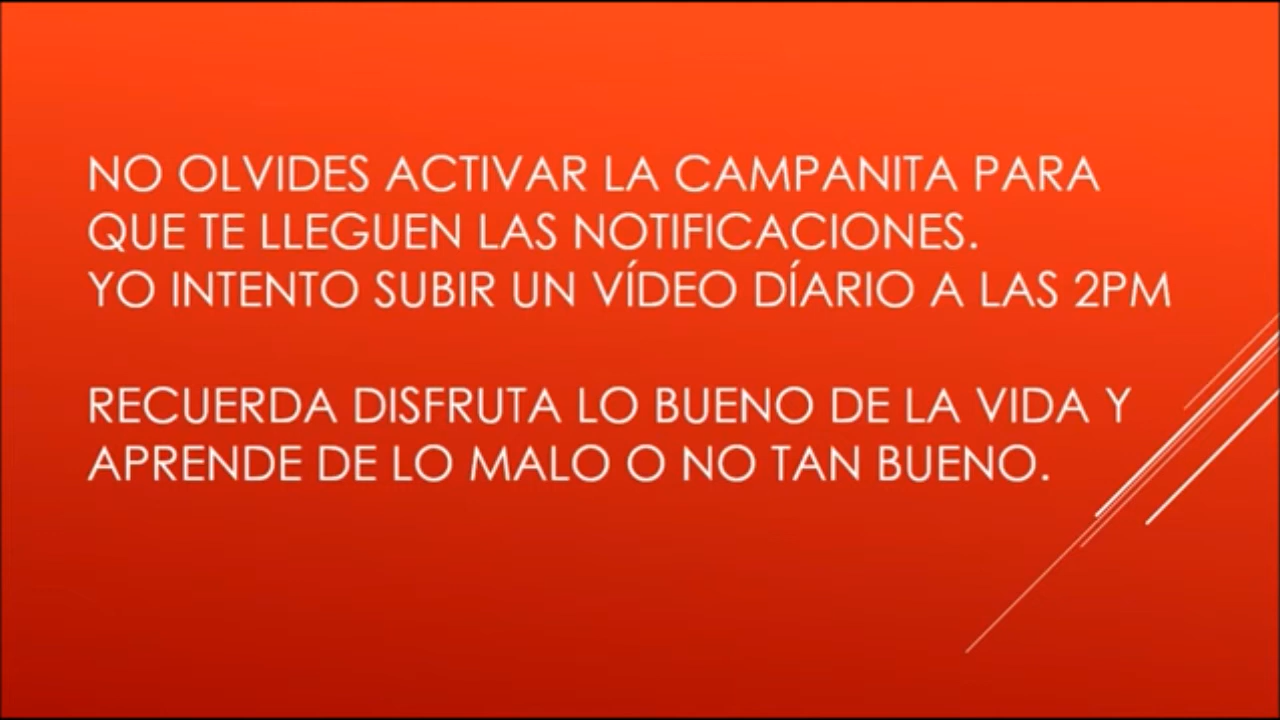 NO OLVIDES ACTIVAR LA CAMPANITA PARA
QUE TE LLEGUEN LAS NOTIFICACIONES.
YO INTENTO SUBIR UN VÍDEO DÍARIO A LAS 2PM
RECUERDA DISFRUTA LO BUENO DE LA VIDA Y
APRENDE DE LO MALO O NO TAN BUENO.